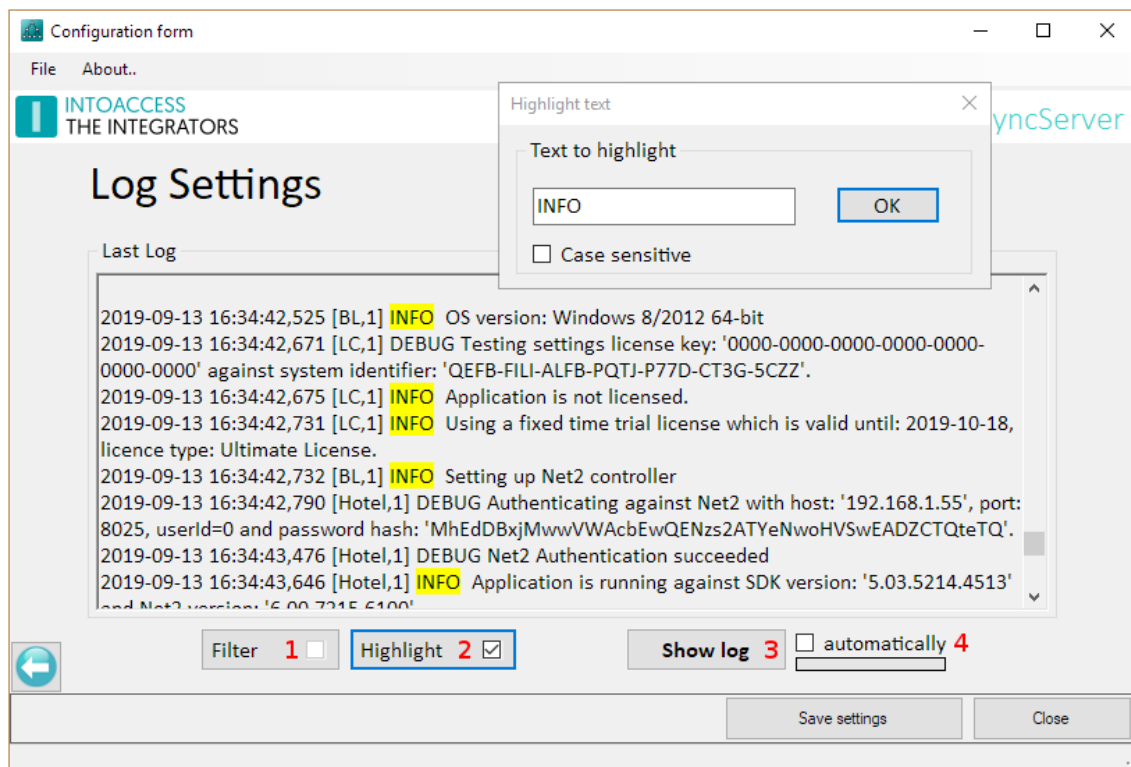 Configuration form
File About..
INTOACCESS
THE INTEGRATORS
yncServer
Highlight text
Text to highlight
INFO
OK
Case sensitive
Log Settings
Last Log
2019-09-13 16:34:42,525 [BL,1] INFO OS version: Windows 8/2012 64-bit
2019-09-13 16:34:42,671 [LC,1] DEBUG Testing settings license key: '0000-0000-0000-0000-0000-
0000-0000' against system identifier: 'QEFB-FILI-ALFB-PQTJ-P77D-CT3G-5CZZ'.
2019-09-13 16:34:42,675 [LC,1] INFO Application is not licensed.
2019-09-13 16:34:42,731 [LC,1] INFO Using a fixed time trial license which is valid until: 2019-10-18,
licence type: Ultimate License.
2019-09-13 16:34:42,732 [BL,1] INFO Setting up Net2 controller
2019-09-13 16:34:42,790 [Hotel,1] DEBUG Authenticating against Net2 with host: '192.168.1.55', port:
8025, userId=0 and password hash: 'MhEdDBxjMwwVWAcbEwQENzs2ATYeNwoHVSwEADZCTQteTQ'.
2019-09-13 16:34:43,476 [Hotel,1] DEBUG Net2 Authentication succeeded
2019-09-13 16:34:43,646 [Hotel,1] INFO Application is running against SDK version: '5.03.5214.4513'
and Net2 version: '6.00.7215.6100'
Filter 1
Highlight 2
Show log 3
automatically 4
Save settings
Close